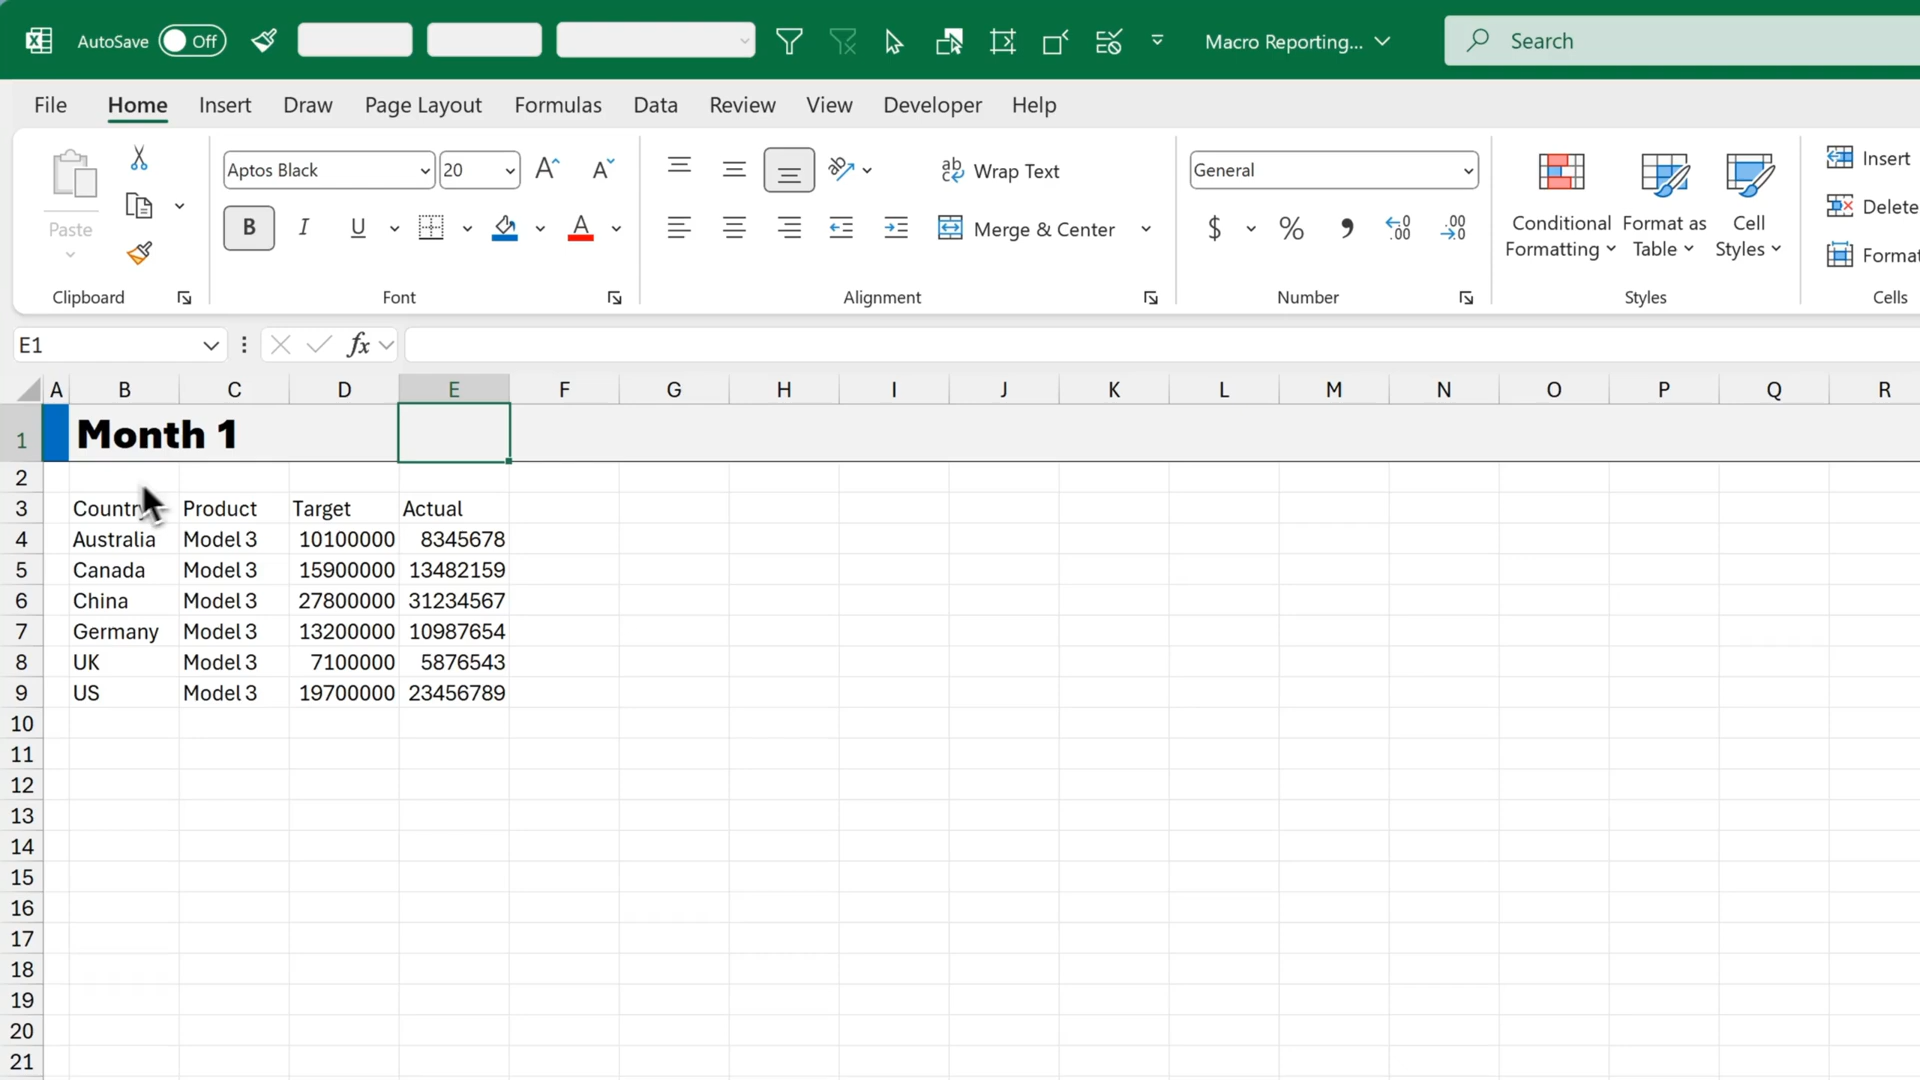 AutoSave Off Macro Reporting... Search
File Home Insert Draw Page Layout Formulas Data Review View Developer Help
Paste
Clipboard
Aptos Black 20
B I U A
Font
Wrap Text
Merge & Center
Alignment
General
$ % 9
Number
Conditional Formatting
Format as Table
Cell Styles
Styles
Insert
Delete
Format
Cells
E1 fx
A B C D E F G H I J K L M N O P Q R
1 Month 1
2
3 Country Product Target Actual
4 Australia Model 3 10100000 8345678
5 Canada Model 3 15900000 13482159
6 China Model 3 27800000 31234567
7 Germany Model 3 13200000 10987654
8 UK Model 3 7100000 5876543
9 US Model 3 19700000 23456789
10
11
12
13
14
15
16
17
18
19
20
21